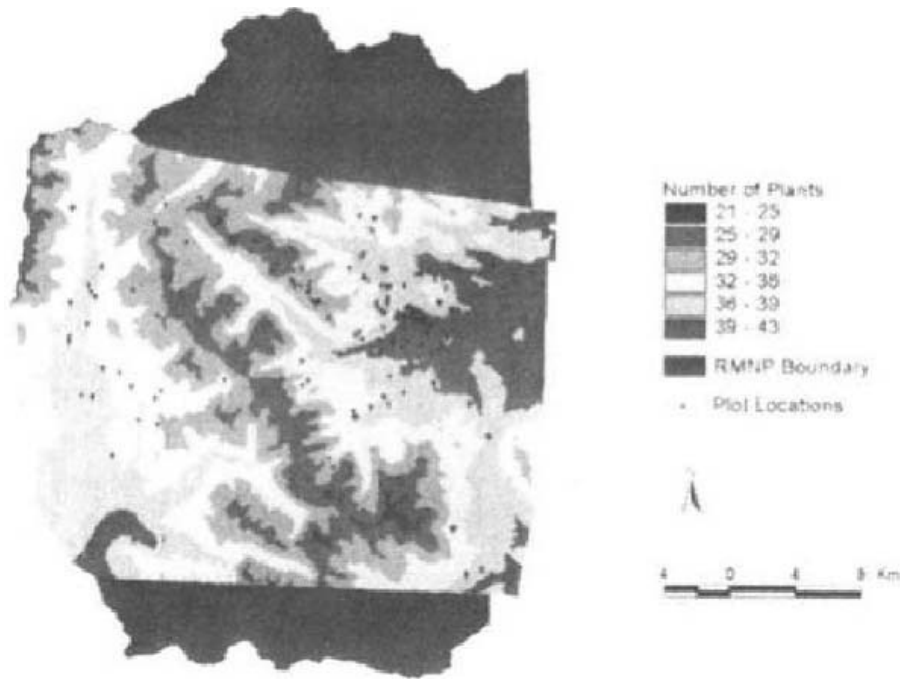 Number of Plants
21 - 25
25 - 29
29 - 32
32 - 36
36 - 39
39 - 43
RMNP Boundary
Plot Locations
4 0 4 8 Km